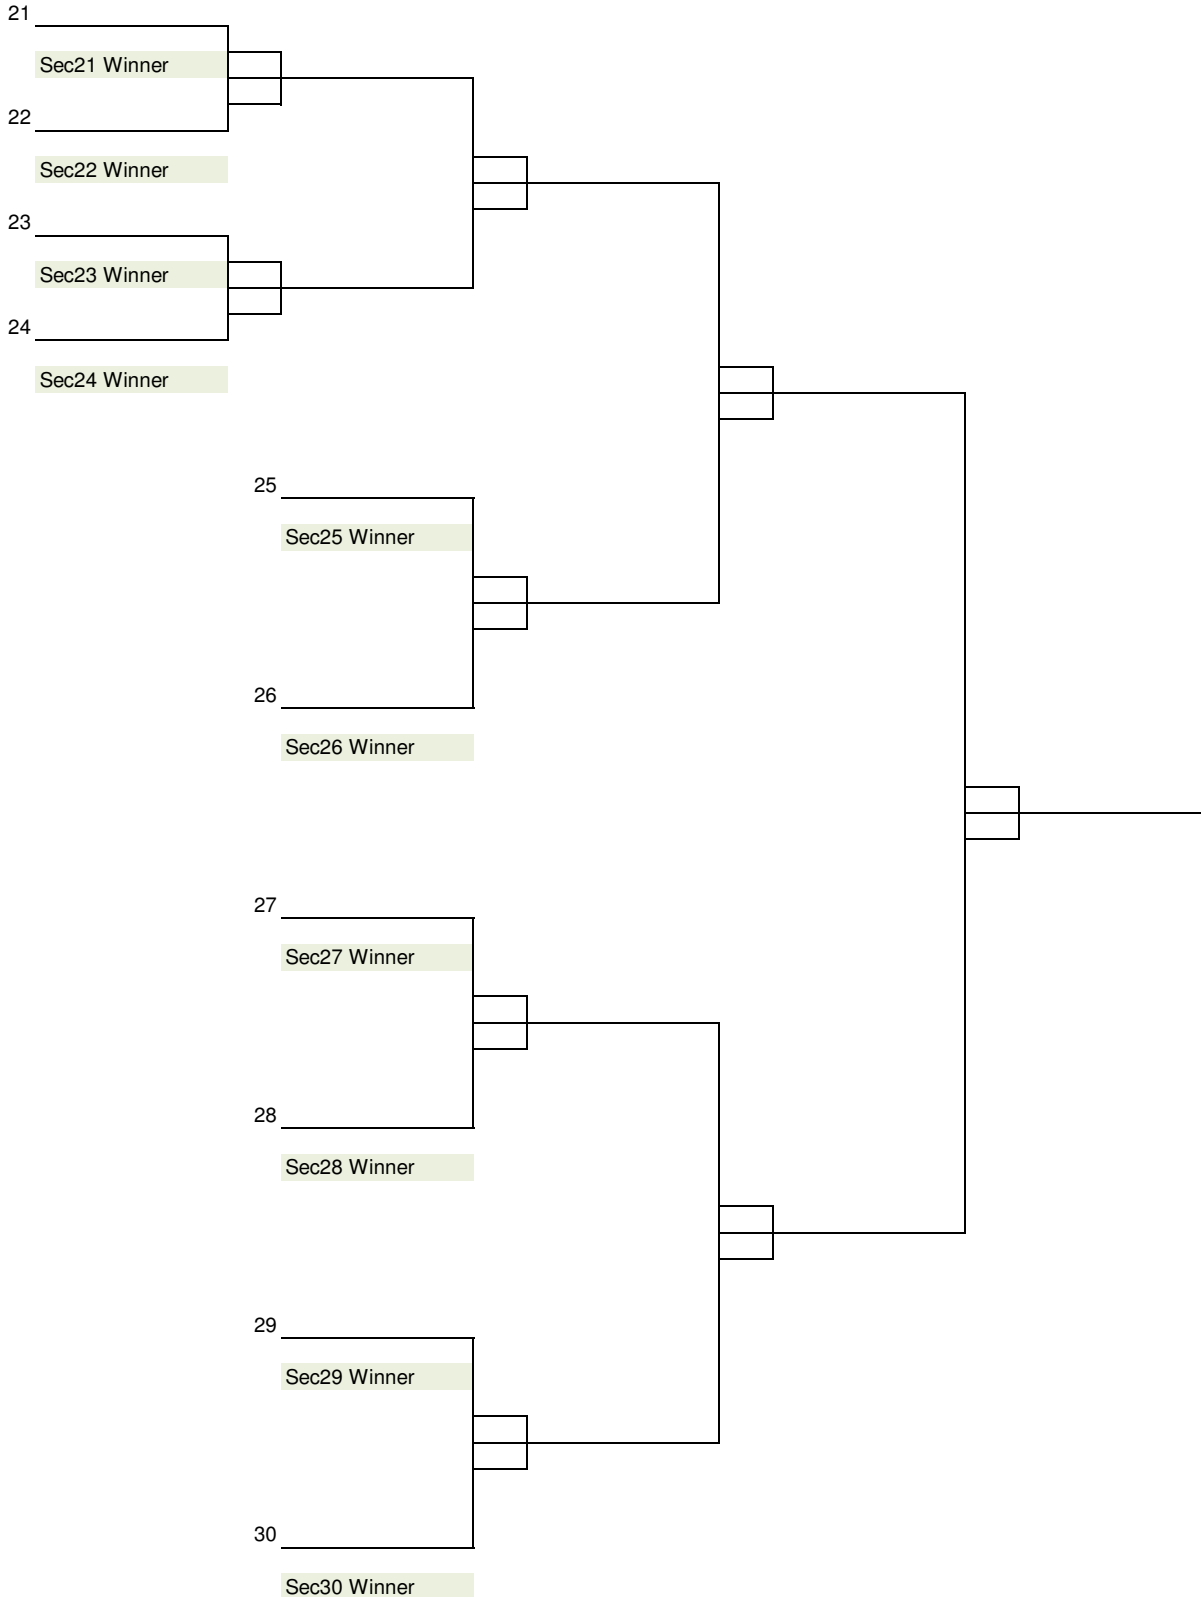 21
Sec21 Winner
22
Sec22 Winner
23
Sec23 Winner
24
Sec24 Winner
25
Sec25 Winner
26
Sec26 Winner
27
Sec27 Winner
28
Sec28 Winner
29
Sec29 Winner
30
Sec30 Winner